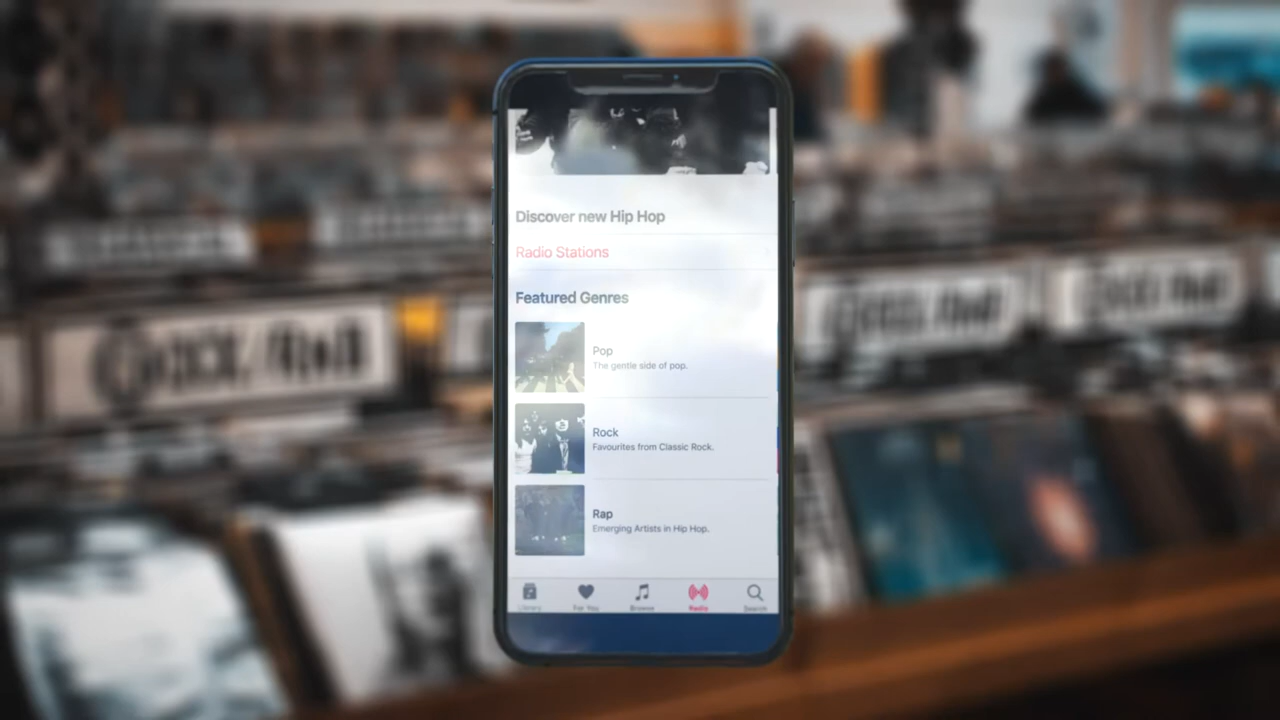 Discover new Hip Hop
Radio Stations
Featured Genres
Pop
The gentle side of pop.
Rock
Favourites from Classic Rock.
Rap
Emerging Artists in Hip Hop.
Library
For You
Browse
Radio
Search